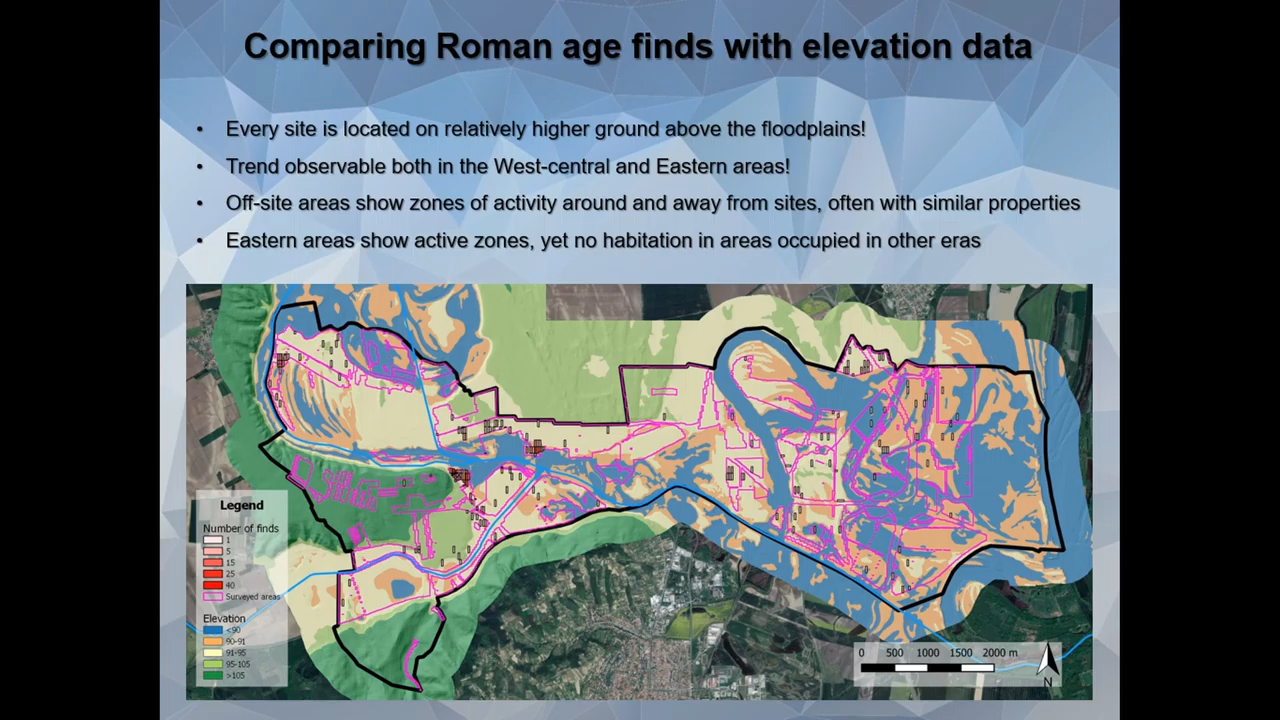 Comparing Roman age finds with elevation data
• Every site is located on relatively higher ground above the floodplains!
• Trend observable both in the West-central and Eastern areas!
• Off-site areas show zones of activity around and away from sites, often with similar properties
• Eastern areas show active zones, yet no habitation in areas occupied in other eras
Legend
Number of finds
1
5
15
25
40
Surveyed areas
Elevation
<90
90-91
91-95
95-105
>105
0 500 1000 1500 2000 m
N